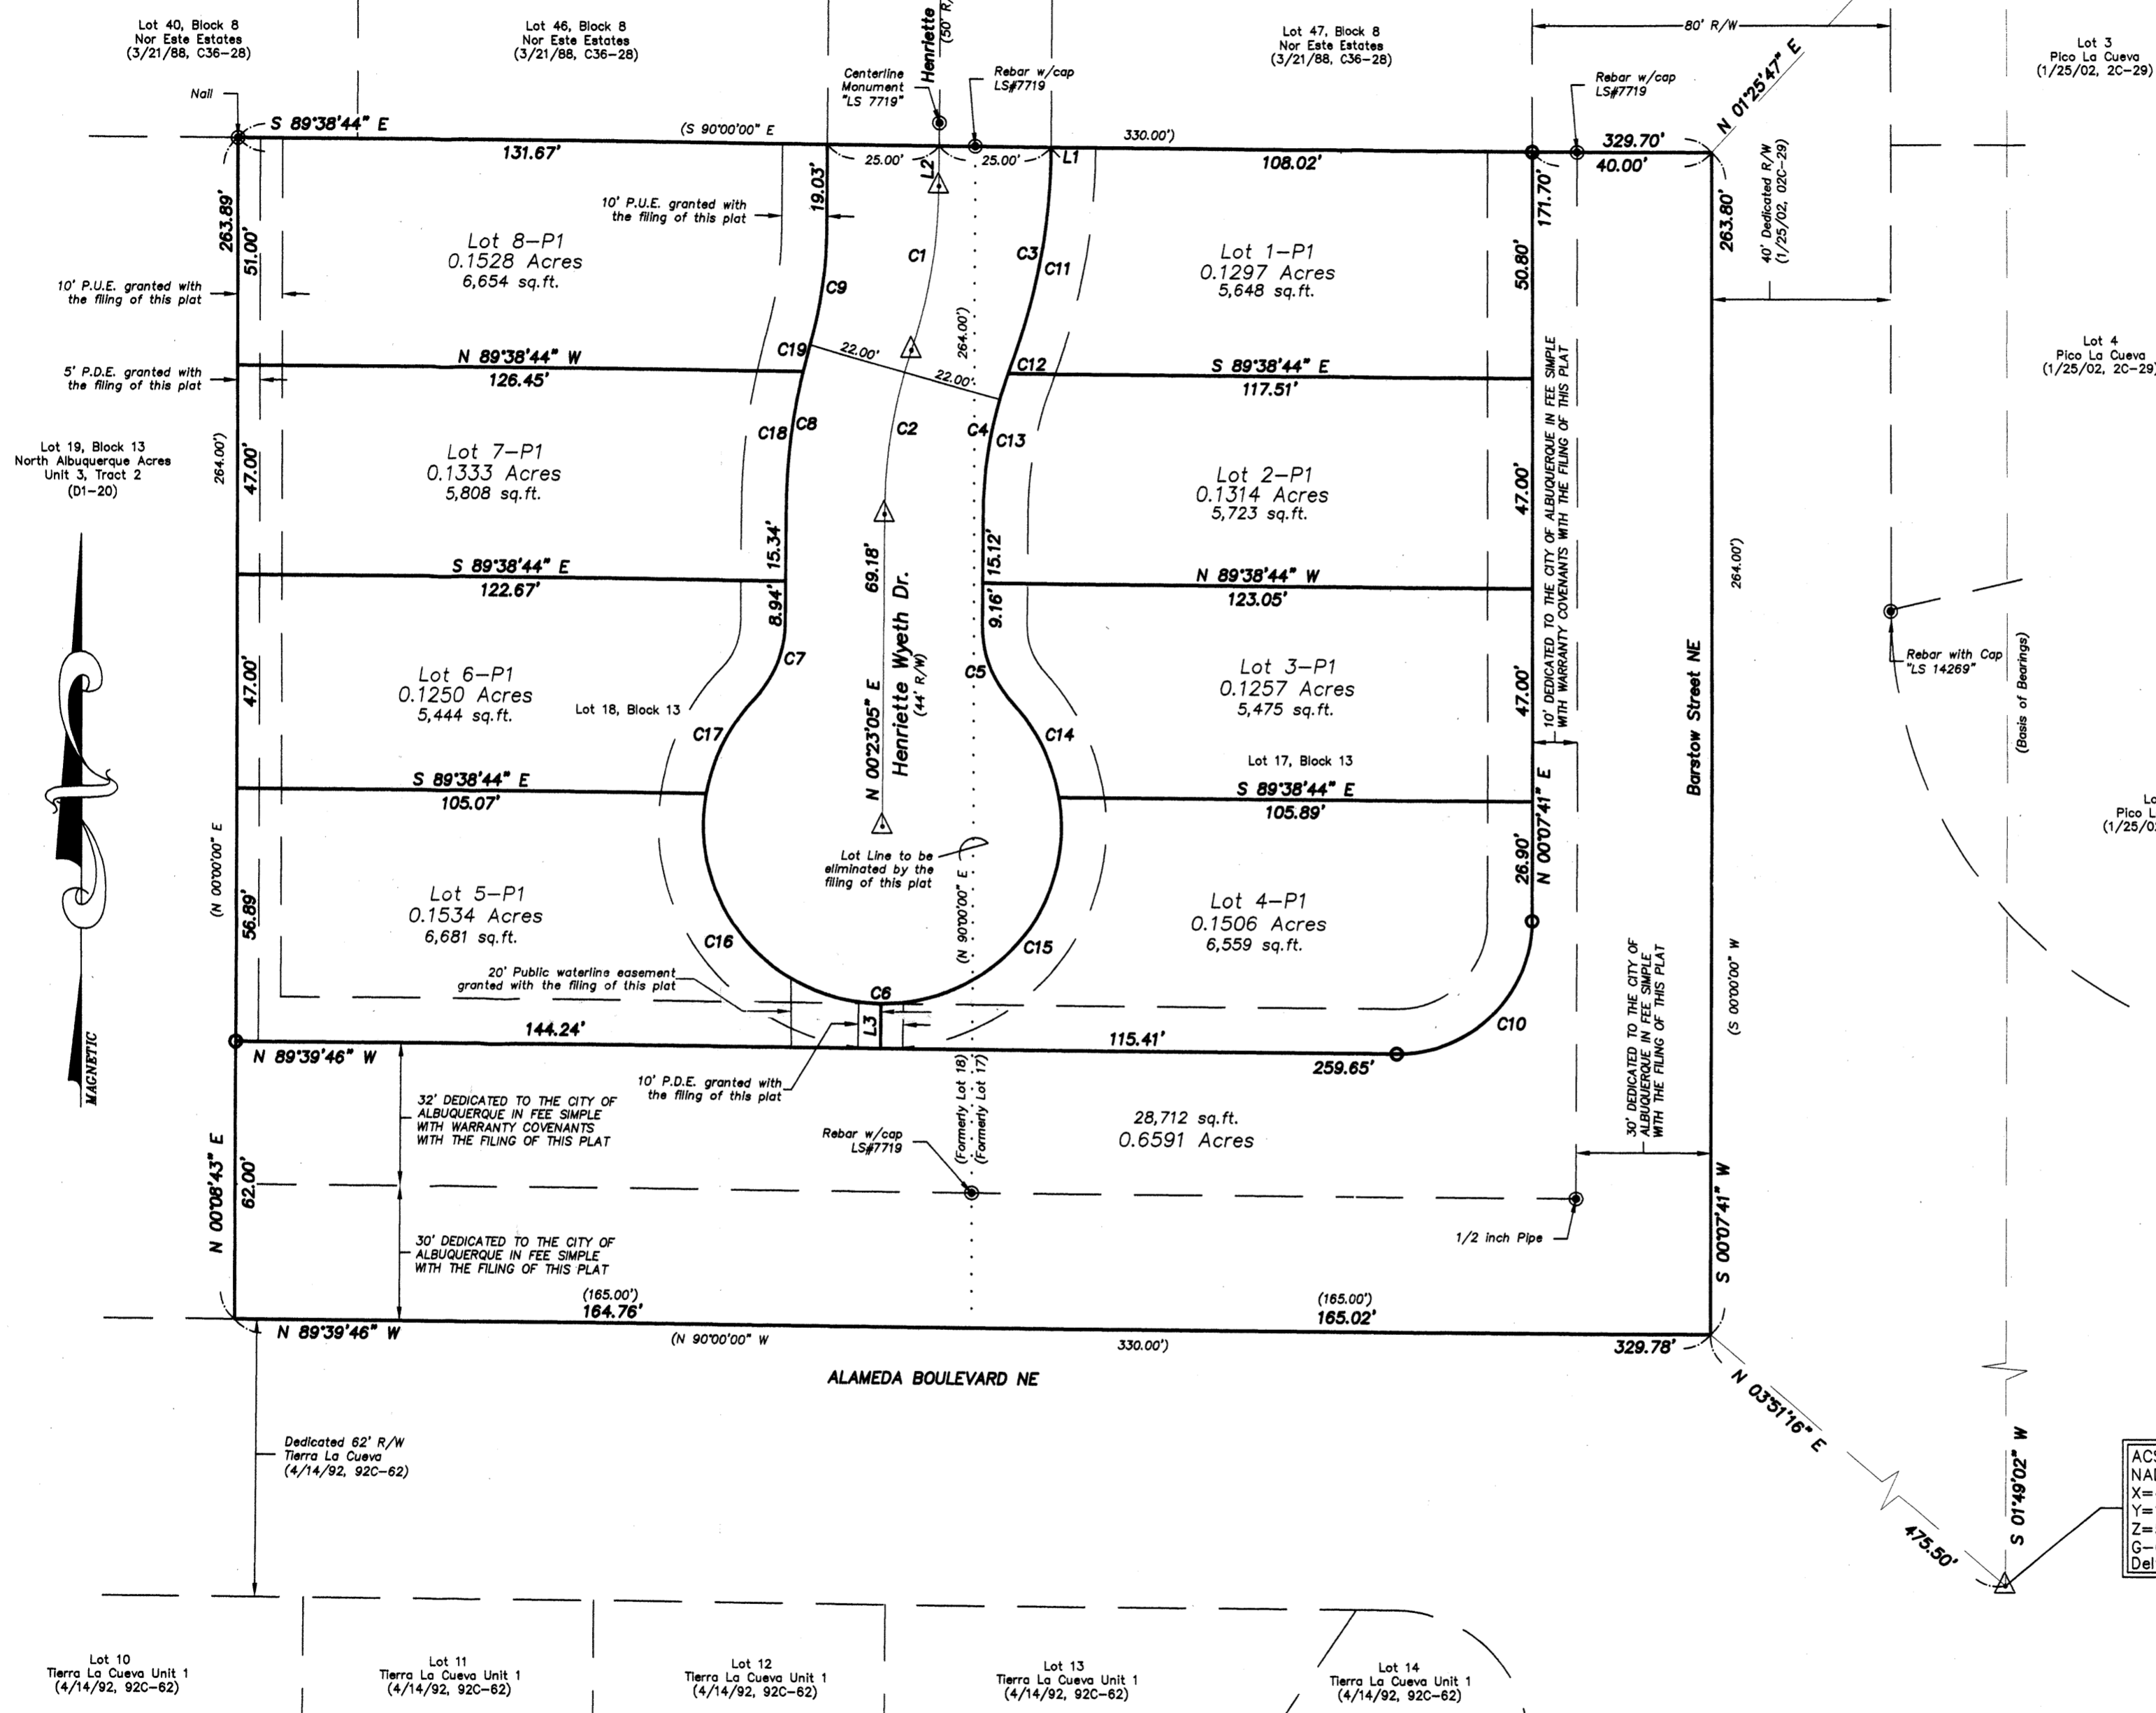 Lot 40, Block 8
Nor Este Estates
(3/21/88, C36-28)
Lot 46, Block 8
Nor Este Estates
(3/21/88, C36-28)
Henriette
Centerline
Monument
"LS 7719"
Rebar w/cap
LS#7719
Lot 47, Block 8
Nor Este Estates
(3/21/88, C36-28)
80' R/W
Rebar w/cap
LS#7719
N 01°25'47" E
Lot 3
Pico La Cueva
(1/25/02, 2C-29)
Nail
S 89°38'44" E
(S 90°00'00" E
330.00')
329.70'
131.67'
25.00'
25.00'
L1
L2
108.02'
40.00'
40' Dedicated R/W
(1/25/02, 02C-29)
263.89'
51.00'
10' P.U.E. granted with
the filing of this plat
19.03'
Lot 8-P1
0.1528 Acres
6,654 sq.ft.
C1
C3
C11
C9
Lot 1-P1
0.1297 Acres
5,648 sq.ft.
171.70'
50.80'
263.80'
10' P.U.E. granted with
the filing of this plat
264.00')
C19
22.00'
22.00'
C12
N 89°38'44" W
126.45'
S 89°38'44" E
117.51'
5' P.D.E. granted with
the filing of this plat
Lot 4
Pico La Cueva
(1/25/02, 2C-29)
10' DEDICATED TO THE CITY OF ALBUQUERQUE IN FEE SIMPLE
WITH WARRANTY COVENANTS WITH THE FILING OF THIS PLAT
Lot 19, Block 13
North Albuquerque Acres
Unit 3, Tract 2
(D1-20)
264.00')
47.00'
Lot 7-P1
0.1333 Acres
5,808 sq.ft.
C18
C8
C2
C4
C13
Lot 2-P1
0.1314 Acres
5,723 sq.ft.
47.00'
15.34'
69.18'
15.12'
264.00')
S 89°38'44" E
122.67'
N 89°38'44" W
123.05'
8.94'
9.16'
N 00°23'05" E
Henriette Wyeth Dr.
(44' R/W)
C7
C5
47.00'
Lot 6-P1
0.1250 Acres
5,444 sq.ft.
Lot 18, Block 13
C17
C14
Lot 3-P1
0.1257 Acres
5,475 sq.ft.
47.00'
Barstow Street NE
Rebar with Cap
"LS 14269"
(Basis of Bearings)
Lot 17, Block 13
S 89°38'44" E
105.07'
S 89°38'44" E
105.89'
(N 00°00'00" E
56.89'
Lot Line to be
eliminated by the
filing of this plat
(N 90°00'00" E
26.90'
N 00°07'41" E
Lot 5-P1
0.1534 Acres
6,681 sq.ft.
Lot 4-P1
0.1506 Acres
6,559 sq.ft.
C16
C15
20' Public waterline easement
granted with the filing of this plat
C6
L3
C10
30' DEDICATED TO THE CITY OF
ALBUQUERQUE IN FEE SIMPLE
WITH THE FILING OF THIS PLAT
(S 00°00'00" W
MAGNETIC
144.24'
115.41'
N 89°39'46" W
259.65'
10' P.D.E. granted with
the filing of this plat
(Formerly Lot 18)
(Formerly Lot 17)
32' DEDICATED TO THE CITY OF
ALBUQUERQUE IN FEE SIMPLE
WITH WARRANTY COVENANTS
WITH THE FILING OF THIS PLAT
28,712 sq.ft.
0.6591 Acres
Rebar w/cap
LS#7719
N 00°08'43" E
62.00'
S 00°07'41" W
30' DEDICATED TO THE CITY OF
ALBUQUERQUE IN FEE SIMPLE
WITH THE FILING OF THIS PLAT
1/2 inch Pipe
(165.00')
164.76'
(165.00')
165.02'
N 89°39'46" W
(N 90°00'00" W
330.00')
329.78'
ALAMEDA BOULEVARD NE
N 03°51'16" E
475.50'
S 01°49'02" W
Dedicated 62' R/W
Tierra La Cueva
(4/14/92, 92C-62)
X=
Y=
Z=
G-
Lot 10
Tierra La Cueva Unit 1
(4/14/92, 92C-62)
Lot 11
Tierra La Cueva Unit 1
(4/14/92, 92C-62)
Lot 12
Tierra La Cueva Unit 1
(4/14/92, 92C-62)
Lot 13
Tierra La Cueva Unit 1
(4/14/92, 92C-62)
Lot 14
Tierra La Cueva Unit 1
(4/14/92, 92C-62)